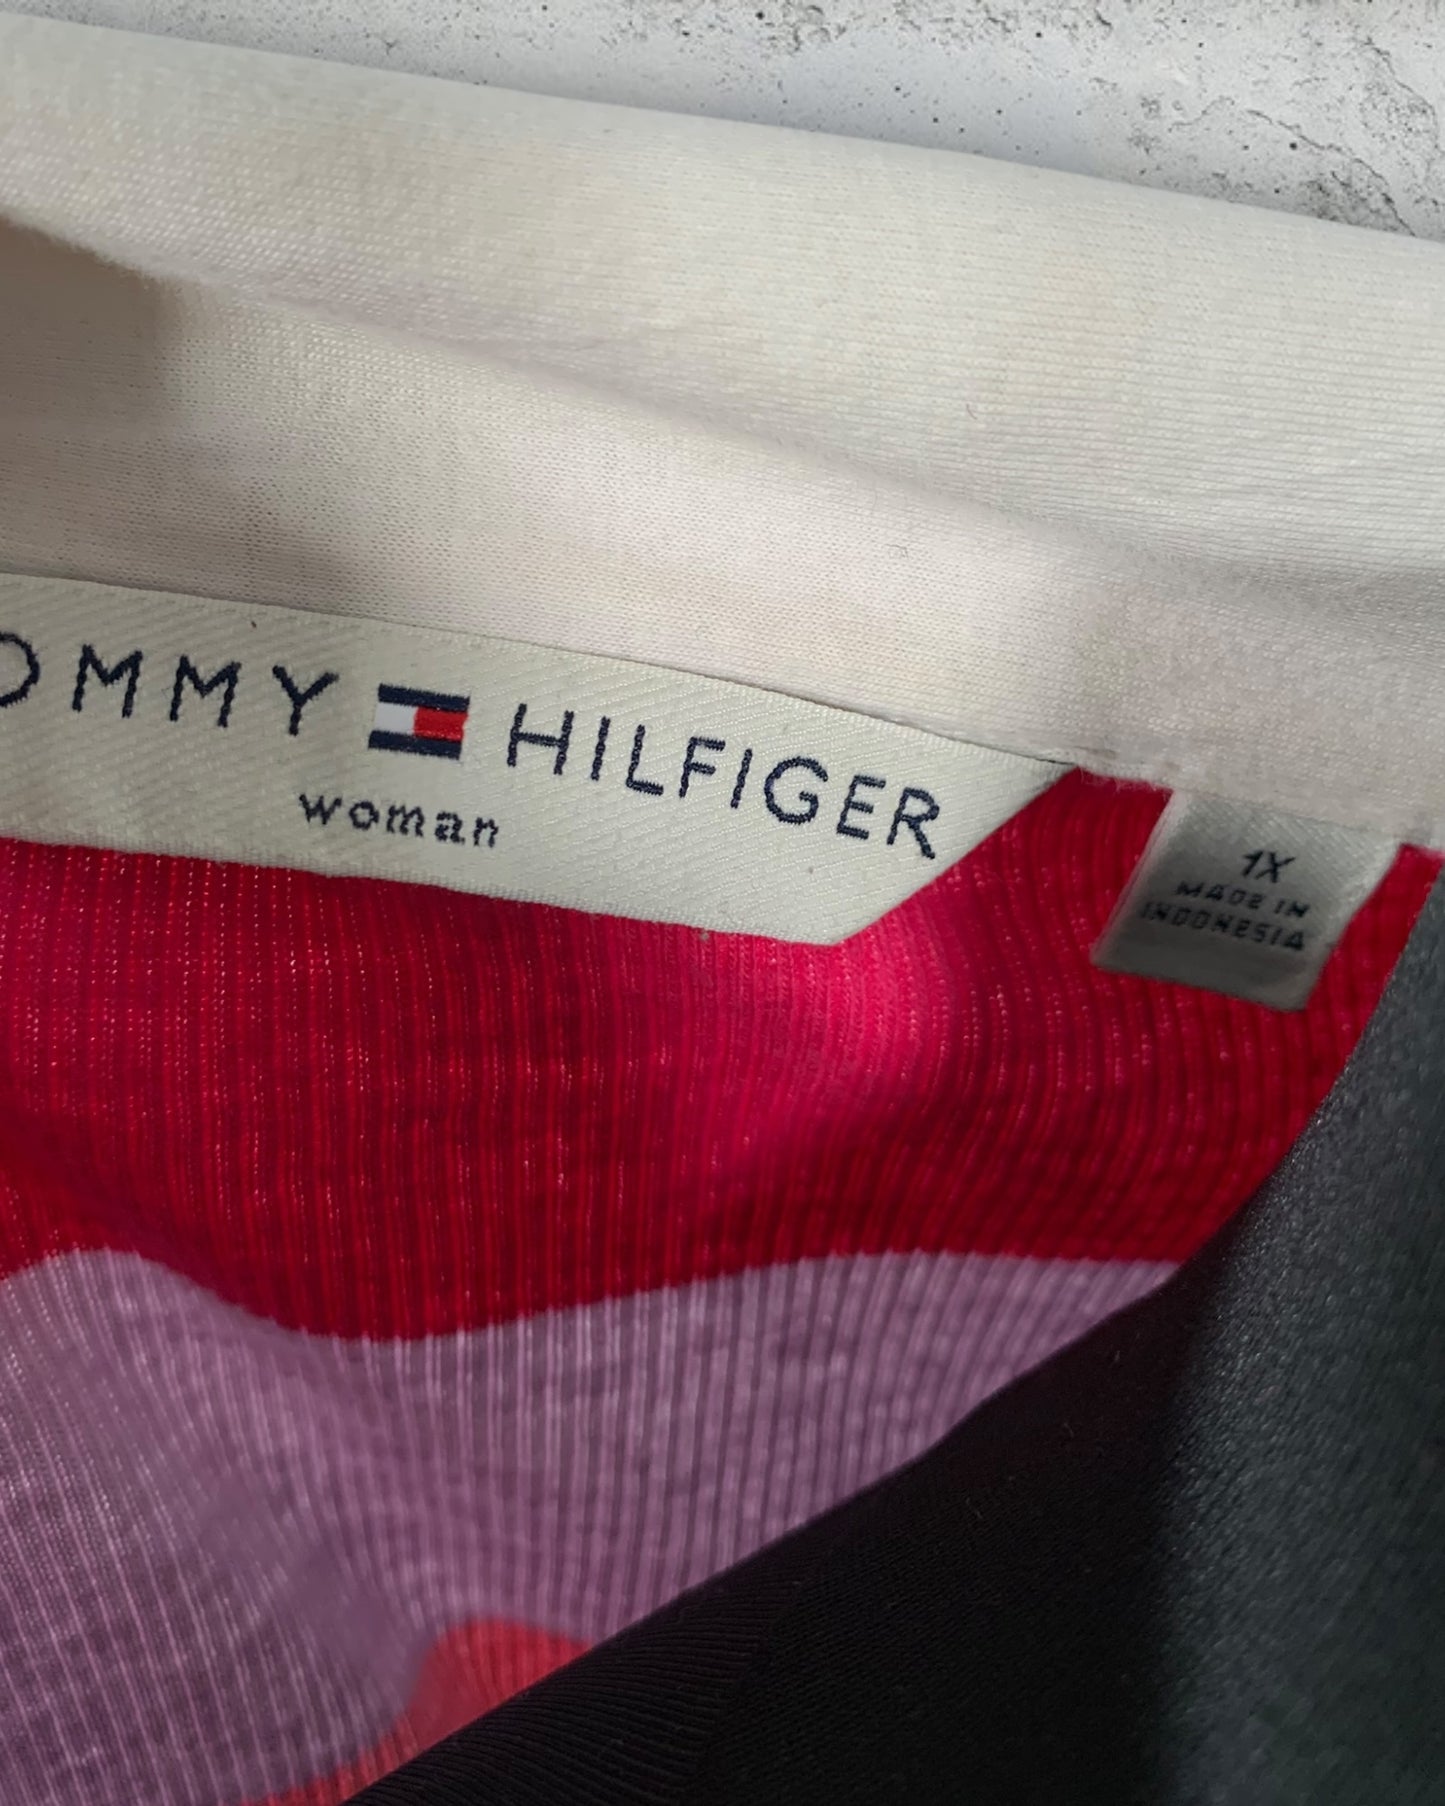 OMMY HILFIGER
woman
1X
MADE IN
INDONESIA